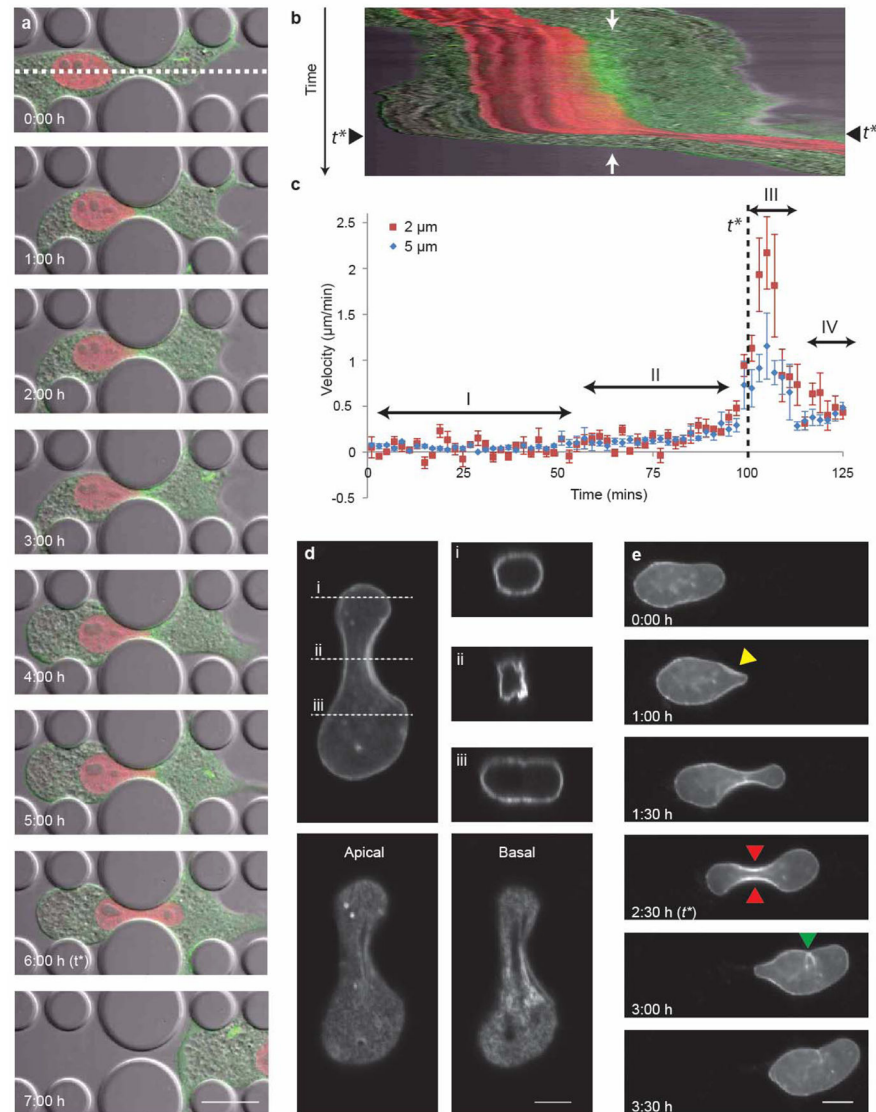 a
0:00 h
1:00 h
2:00 h
3:00 h
4:00 h
5:00 h
6:00 h (t*)
7:00 h
b
Time
t*
t*
c
Velocity (µm/min)
2.5
2
1.5
1
0.5
0
-0.5
2 µm
5 µm
I
II
t*
III
IV
0
25
50
75
100
125
Time (mins)
d
i
ii
iii
i
ii
iii
Apical
Basal
e
0:00 h
1:00 h
1:30 h
2:30 h (t*)
3:00 h
3:30 h